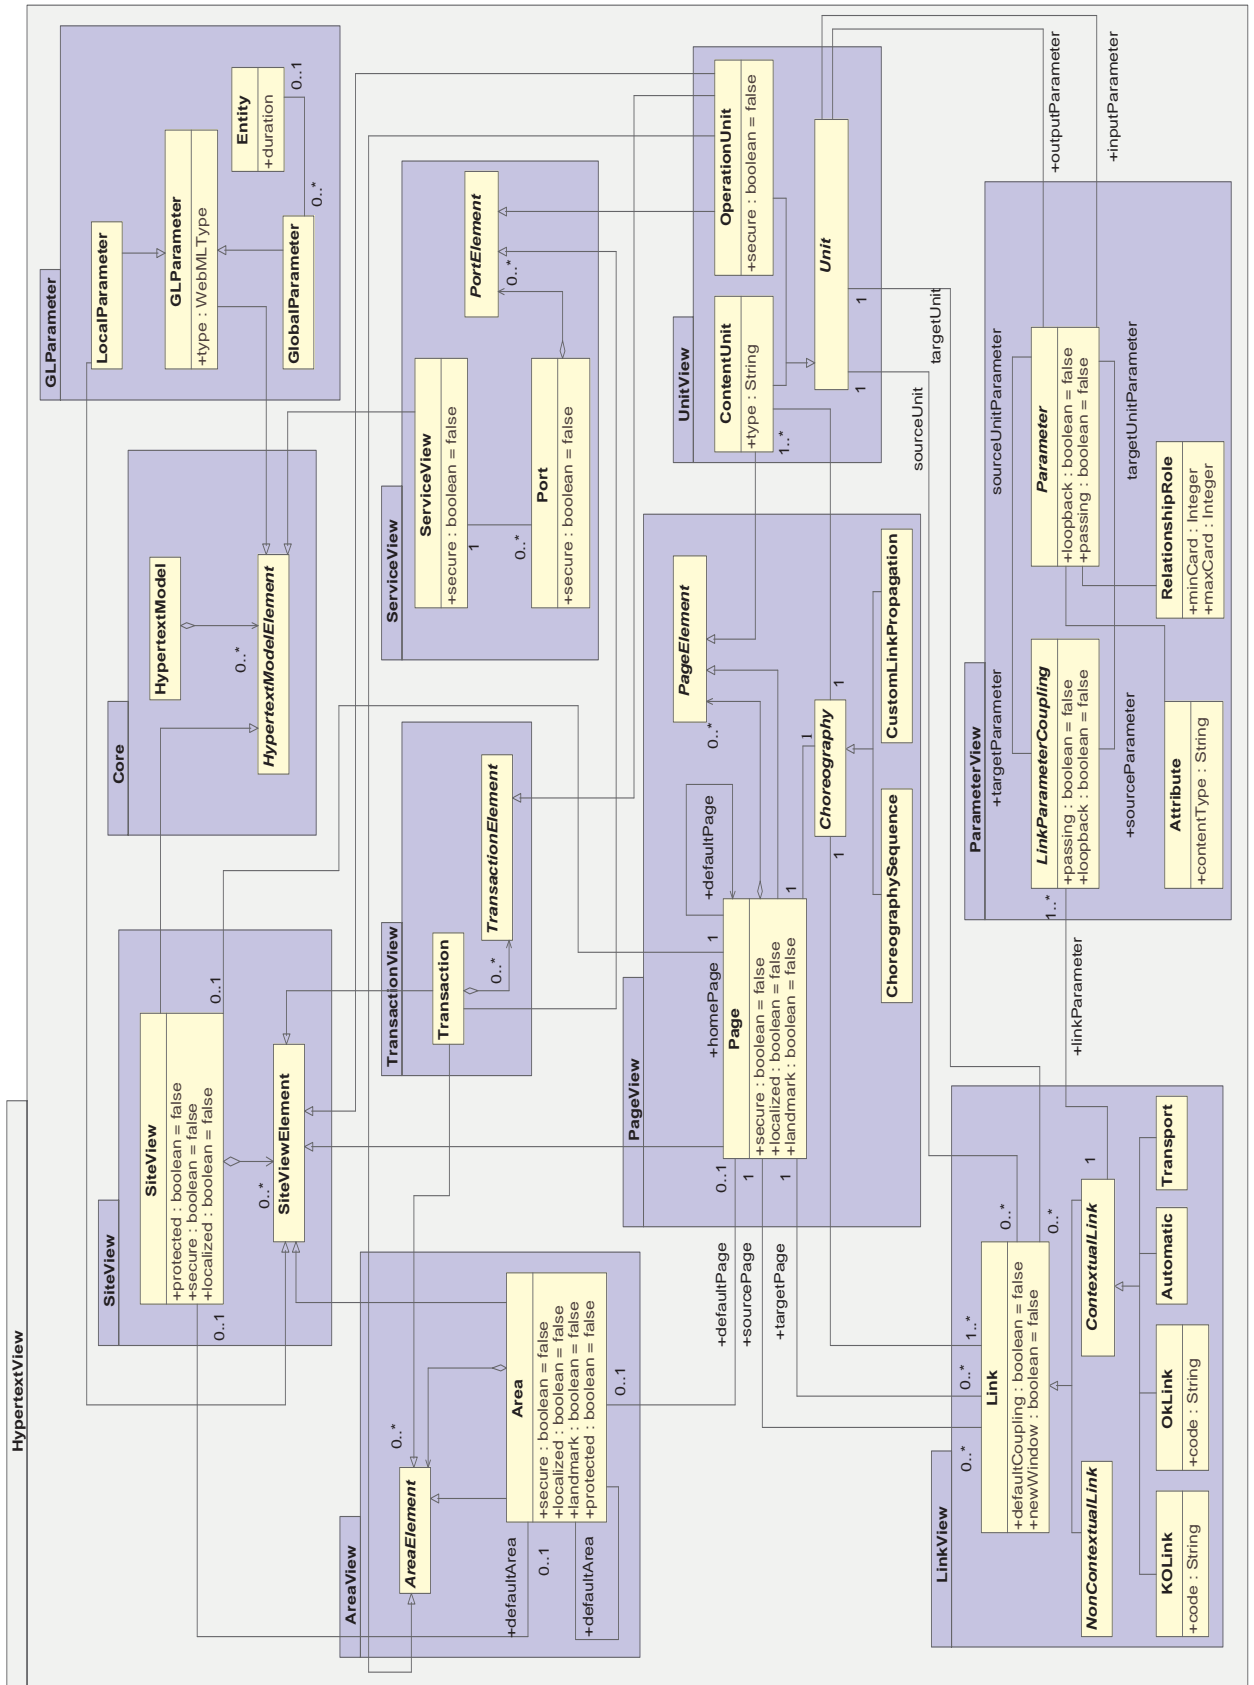 HypertextView
SiteView
SiteView
+protected : boolean = false
+secure : boolean = false
+localized : boolean = false
0..1
0..1
0..*
SiteViewElement
Core
HypertextModel
0..*
HypertextModelElement
GLParameter
LocalParameter
GLParameter
+type : WebMLType
GlobalParameter
0..*
Entity
+duration
0..1
AreaView
AreaElement
0..*
Area
+secure : boolean = false
+localized : boolean = false
+landmark : boolean = false
+protected : boolean = false
+defaultArea
0..1
+defaultArea
0..1
TransactionView
Transaction
0..*
TransactionElement
ServiceView
ServiceView
+secure : boolean = false
1
0..*
Port
+secure : boolean = false
PortElement
0..*
PageView
+homePage
1
+defaultPage
Page
+secure : boolean = false
+localized : boolean = false
+landmark : boolean = false
0..1
1
1
1
PageElement
0..*
1
1
Choreography
1
1
ChoreographySequence
CustomLinkPropagation
+defaultPage
+sourcePage
+targetPage
UnitView
ContentUnit
+type : String
1..*
OperationUnit
+secure : boolean = false
Unit
1
1
sourceUnit
targetUnit
LinkView
0..*
0..*
1..*
Link
+defaultCoupling : boolean = false
+newWindow : boolean = false
0..*
0..*
NonContextualLink
ContextualLink
1
KOLink
+code : String
OkLink
+code : String
Automatic
Transport
+linkParameter
ParameterView
+targetParameter
sourceUnitParameter
LinkParameterCoupling
+passing : boolean = false
+loopback : boolean = false
1..*
Parameter
+loopback : boolean = false
+passing : boolean = false
+sourceParameter
targetUnitParameter
Attribute
+contentType : String
RelationshipRole
+minCard : Integer
+maxCard : Integer
+outputParameter
+inputParameter